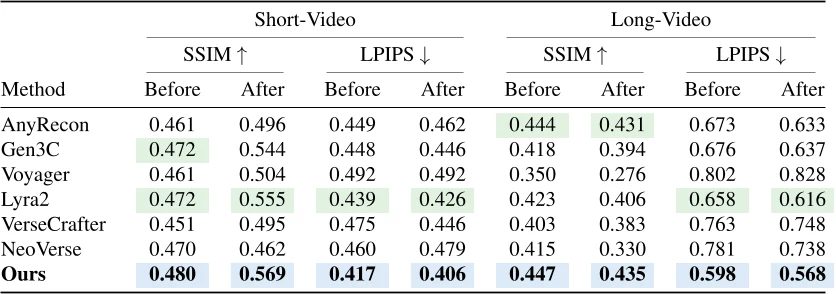 Short-Video Long-Video
SSIM ↑ LPIPS ↓ SSIM ↑ LPIPS ↓
Method Before After Before After Before After Before After
AnyRecon 0.461 0.496 0.449 0.462 0.444 0.431 0.673 0.633
Gen3C 0.472 0.544 0.448 0.446 0.418 0.394 0.676 0.637
Voyager 0.461 0.504 0.492 0.492 0.350 0.276 0.802 0.828
Lyra2 0.472 0.555 0.439 0.426 0.423 0.406 0.658 0.616
VerseCrafter 0.451 0.495 0.475 0.446 0.403 0.383 0.763 0.748
NeoVerse 0.470 0.462 0.460 0.479 0.415 0.330 0.781 0.738
Ours 0.480 0.569 0.417 0.406 0.447 0.435 0.598 0.568